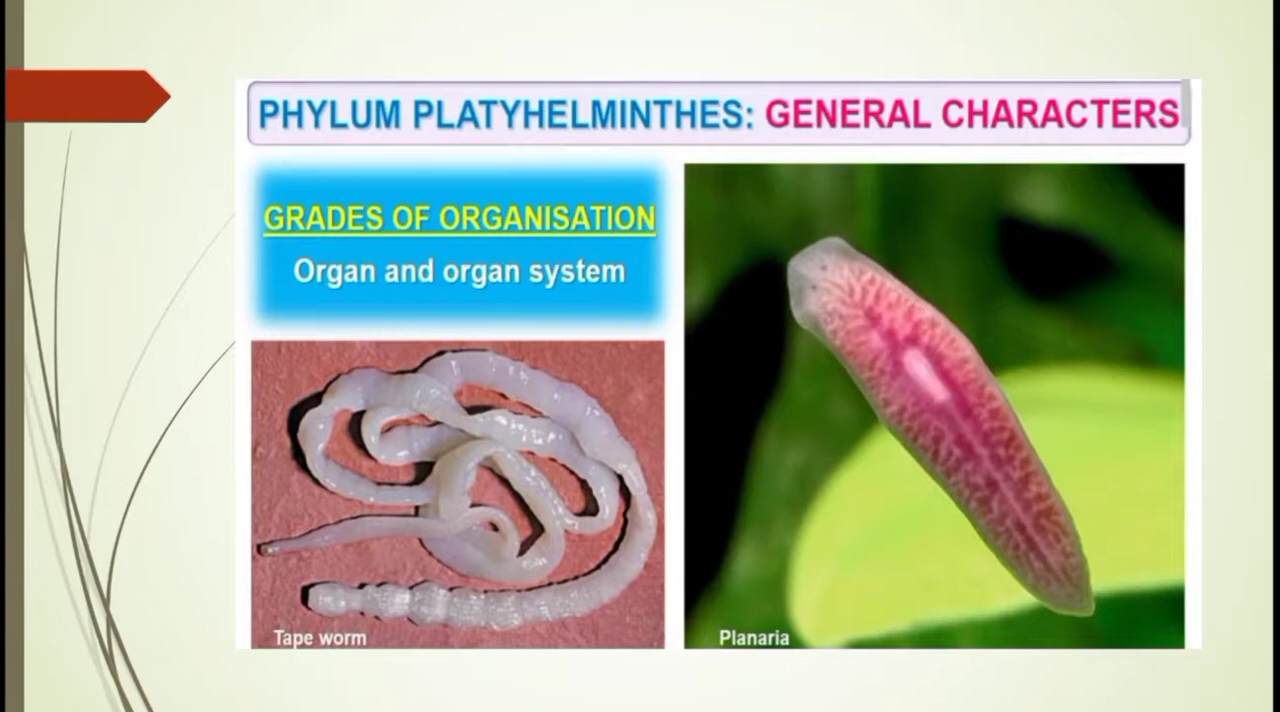 PHYLUM PLATYHELMINTHES: GENERAL CHARACTERS
GRADES OF ORGANISATION
Organ and organ system
Tape worm
Planaria